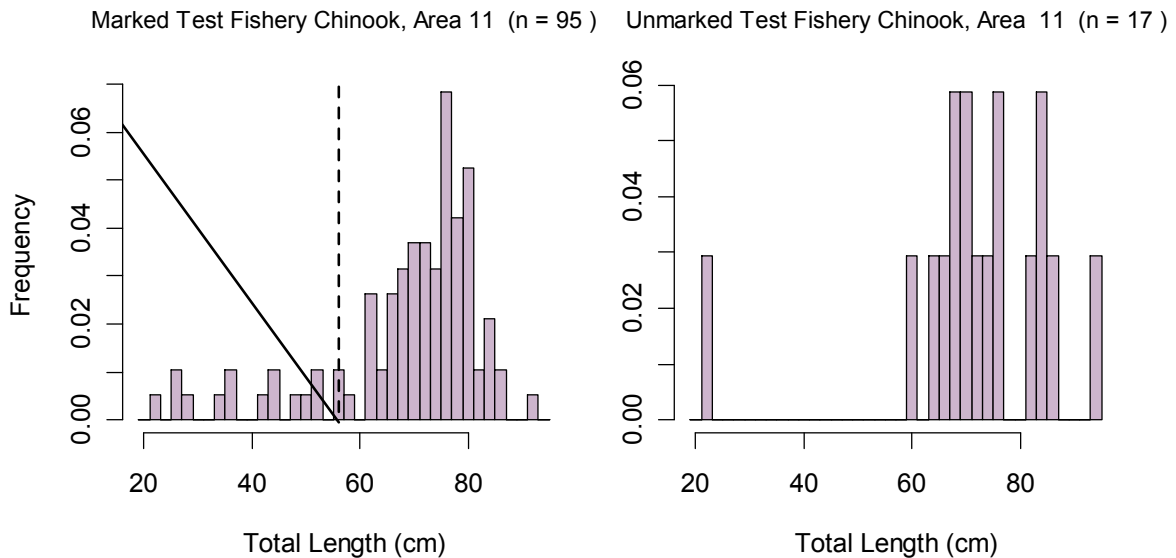 Marked Test Fishery Chinook, Area 11 (n = 95 )
Unmarked Test Fishery Chinook, Area 11 (n = 17 )
Frequency
0.06
0.04
0.02
0.00
20 40 60 80
Total Length (cm)
0.06
0.04
0.02
0.00
20 40 60 80
Total Length (cm)